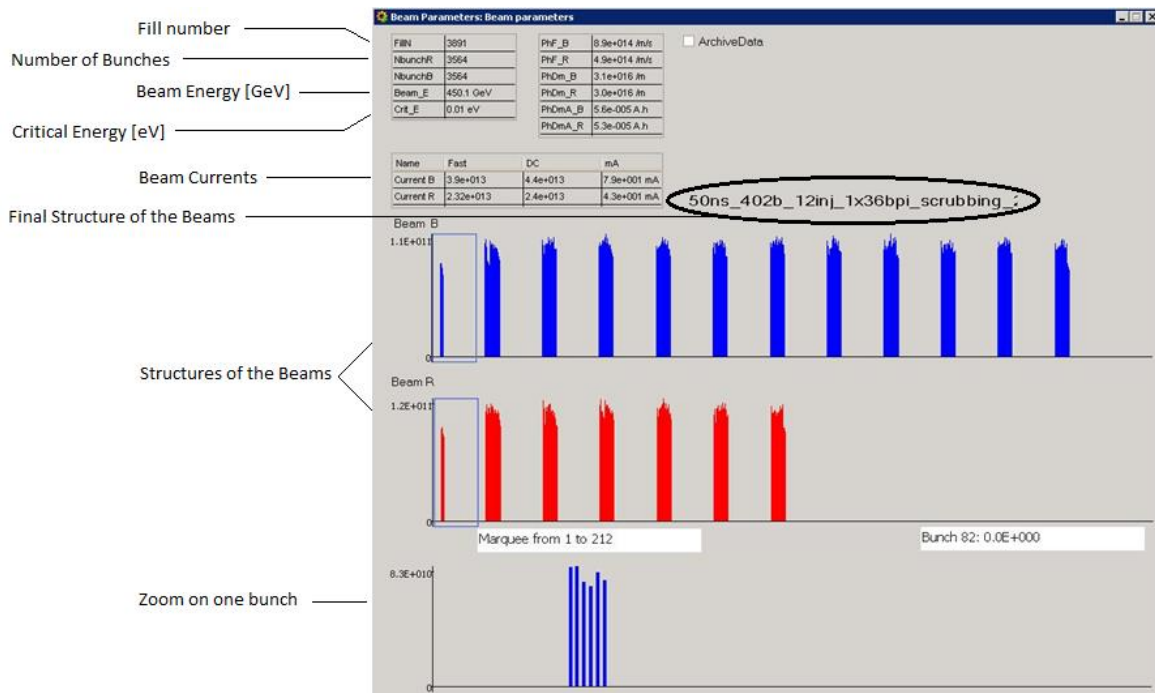 Beam Parameters: Beam parameters
Fill number
FillN 3891 PhF_B 8.9e+014 /m/s ArchiveData
Number of Bunches
NbunchR 3564 PhF_R 4.9e+014 /m/s
NbunchB 3564 PhDm_B 3.1e+016 /m
Beam Energy [GeV]
Beam_E 450.1 GeV PhDm_R 3.0e+016 /m
Critical Energy [eV]
Crit_E 0.01 eV PhDmA_B 5.6e-005 A.h
PhDmA_R 5.3e-005 A.h
Name Fast DC mA
Beam Currents
Current B 3.9e+013 4.4e+013 7.9e+001 mA
Current R 2.32e+013 2.4e+013 4.3e+001 mA
50ns_402b_12inj_1x36bpi_scrubbing_
Final Structure of the Beams
Beam B
1.1E+011
0
Structures of the Beams
Beam R
1.2E+011
0
Marquee from 1 to 212
Bunch 82: 0.0E+000
8.3E+010
Zoom on one bunch
0